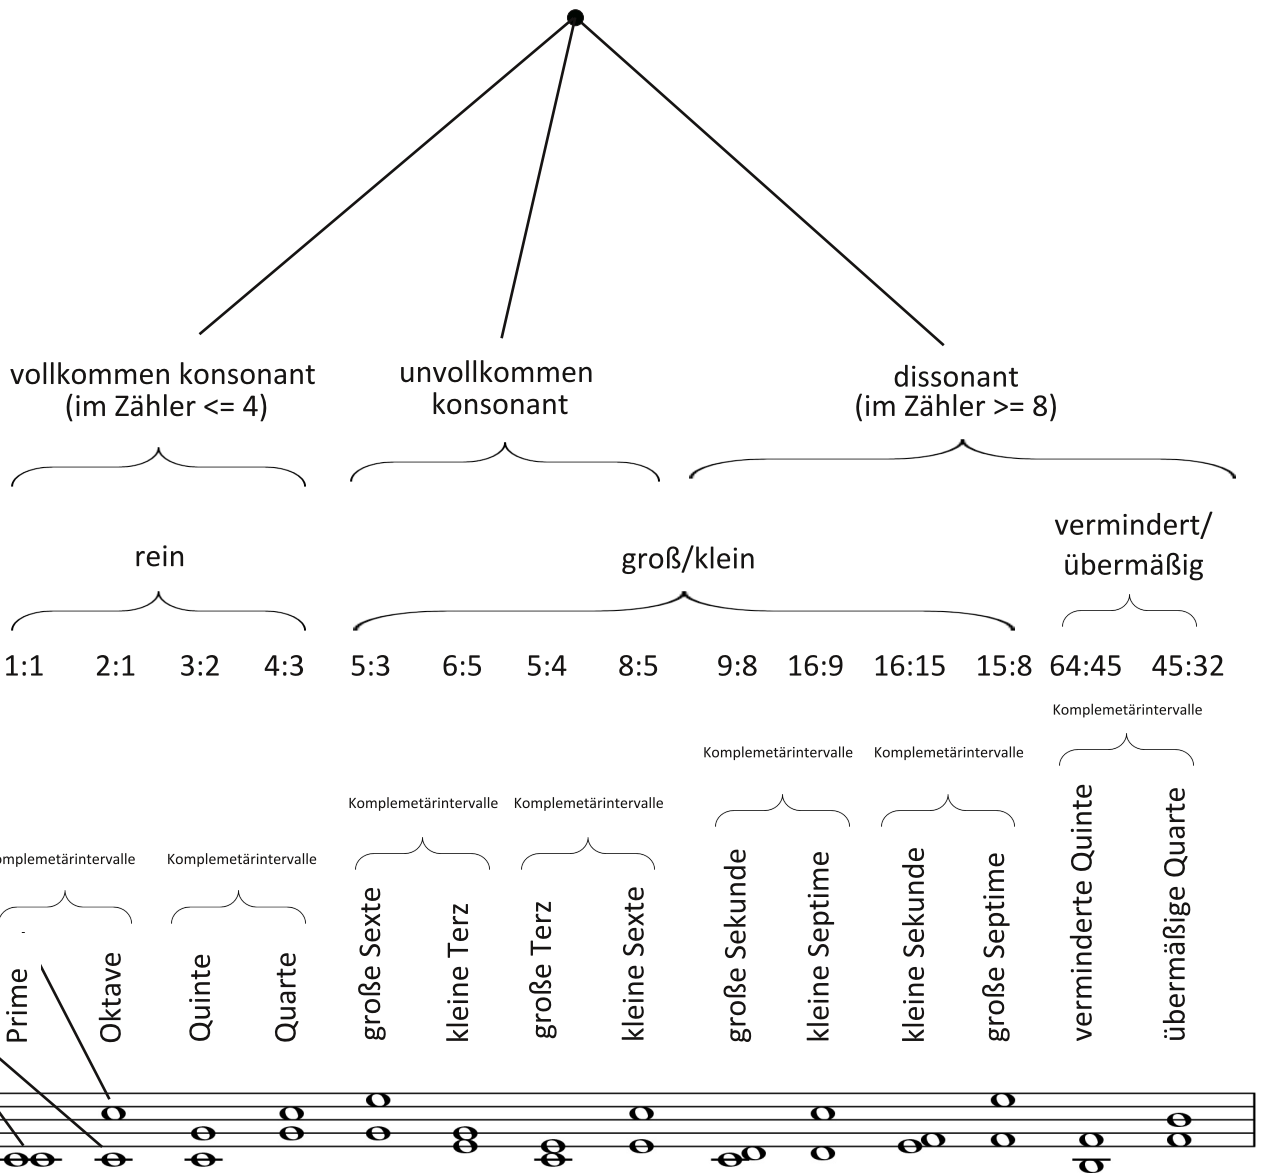 vollkommen konsonant
(im Zähler <= 4)
unvollkommen
konsonant
dissonant
(im Zähler >= 8)
rein
groß/klein
vermindert/
übermäßig
1:1 2:1 3:2 4:3 5:3 6:5 5:4 8:5 9:8 16:9 16:15 15:8 64:45 45:32
Komplemetärintervalle
Komplemetärintervalle Komplemetärintervalle
Komplemetärintervalle Komplemetärintervalle
omplemetärintervalle Komplemetärintervalle
Prime
Oktave
Quinte
Quarte
große Sexte
kleine Terz
große Terz
kleine Sexte
große Sekunde
kleine Septime
kleine Sekunde
große Septime
verminderte Quinte
übermäßige Quarte